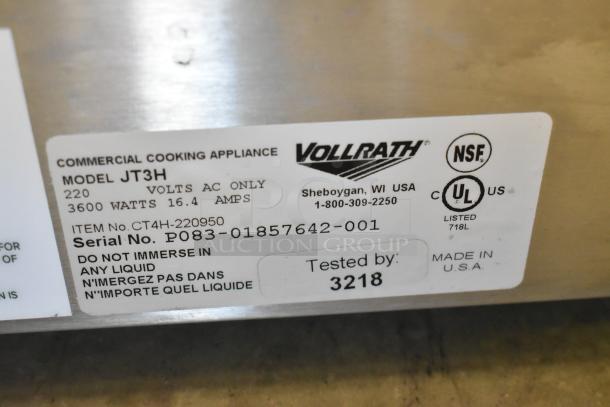 COMMERCIAL COOKING APPLIANCE
MODEL JT3H
220 VOLTS AC ONLY
3600 WATTS 16.4 AMPS
ITEM No. CT4H-220950
Serial No. P083-01857642-001
DO NOT IMMERSE IN
ANY LIQUID
N'IMERGEZ PAS DANS
N"IMPORTE QUEL LIQUIDE
VOLLRATH
Sheboygan, WI USA
1-800-309-2250
Tested by:
3218
NSF
C UL US
LISTED
718L
MADE IN
U.S.A.
AUCTION GROUP
FOR
OF
N IS